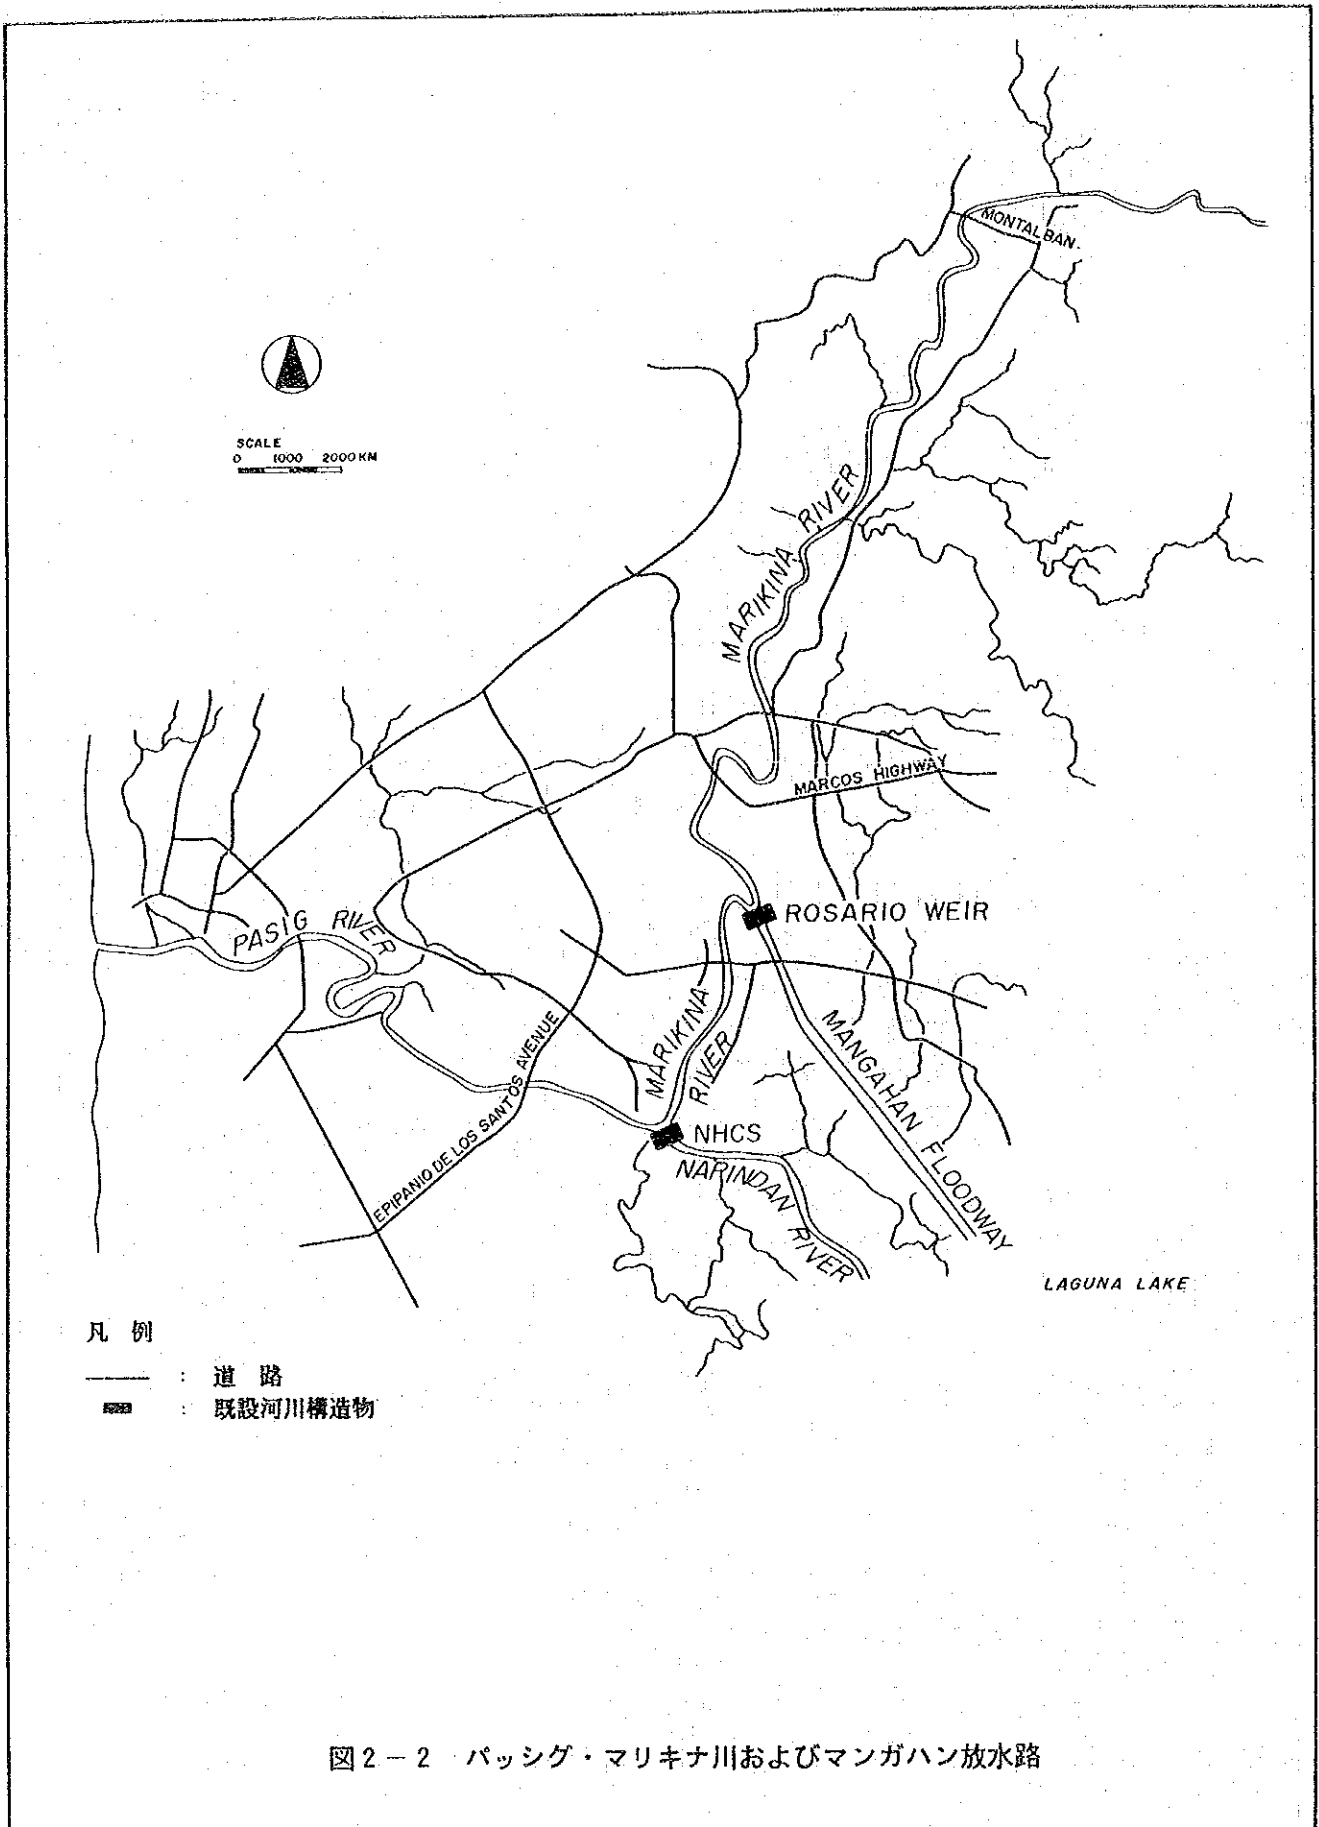 MONTALBAN
SCALE
0 1000 2000 KM
MARIKINA RIVER
MARCOS HIGHWAY
ROSARIO WEIR
PASIG RIVER
MARIKINA RIVER
MANGAHAN FLOODWAY
EPIPANIO DE LOS SANTOS AVENUE
NHCS
NARINDAN RIVER
LAGUNA LAKE
凡 例
: 道 路
: 既設河川構造物
図2-2 パッシグ・マリキナ川およびマンガハン放水路